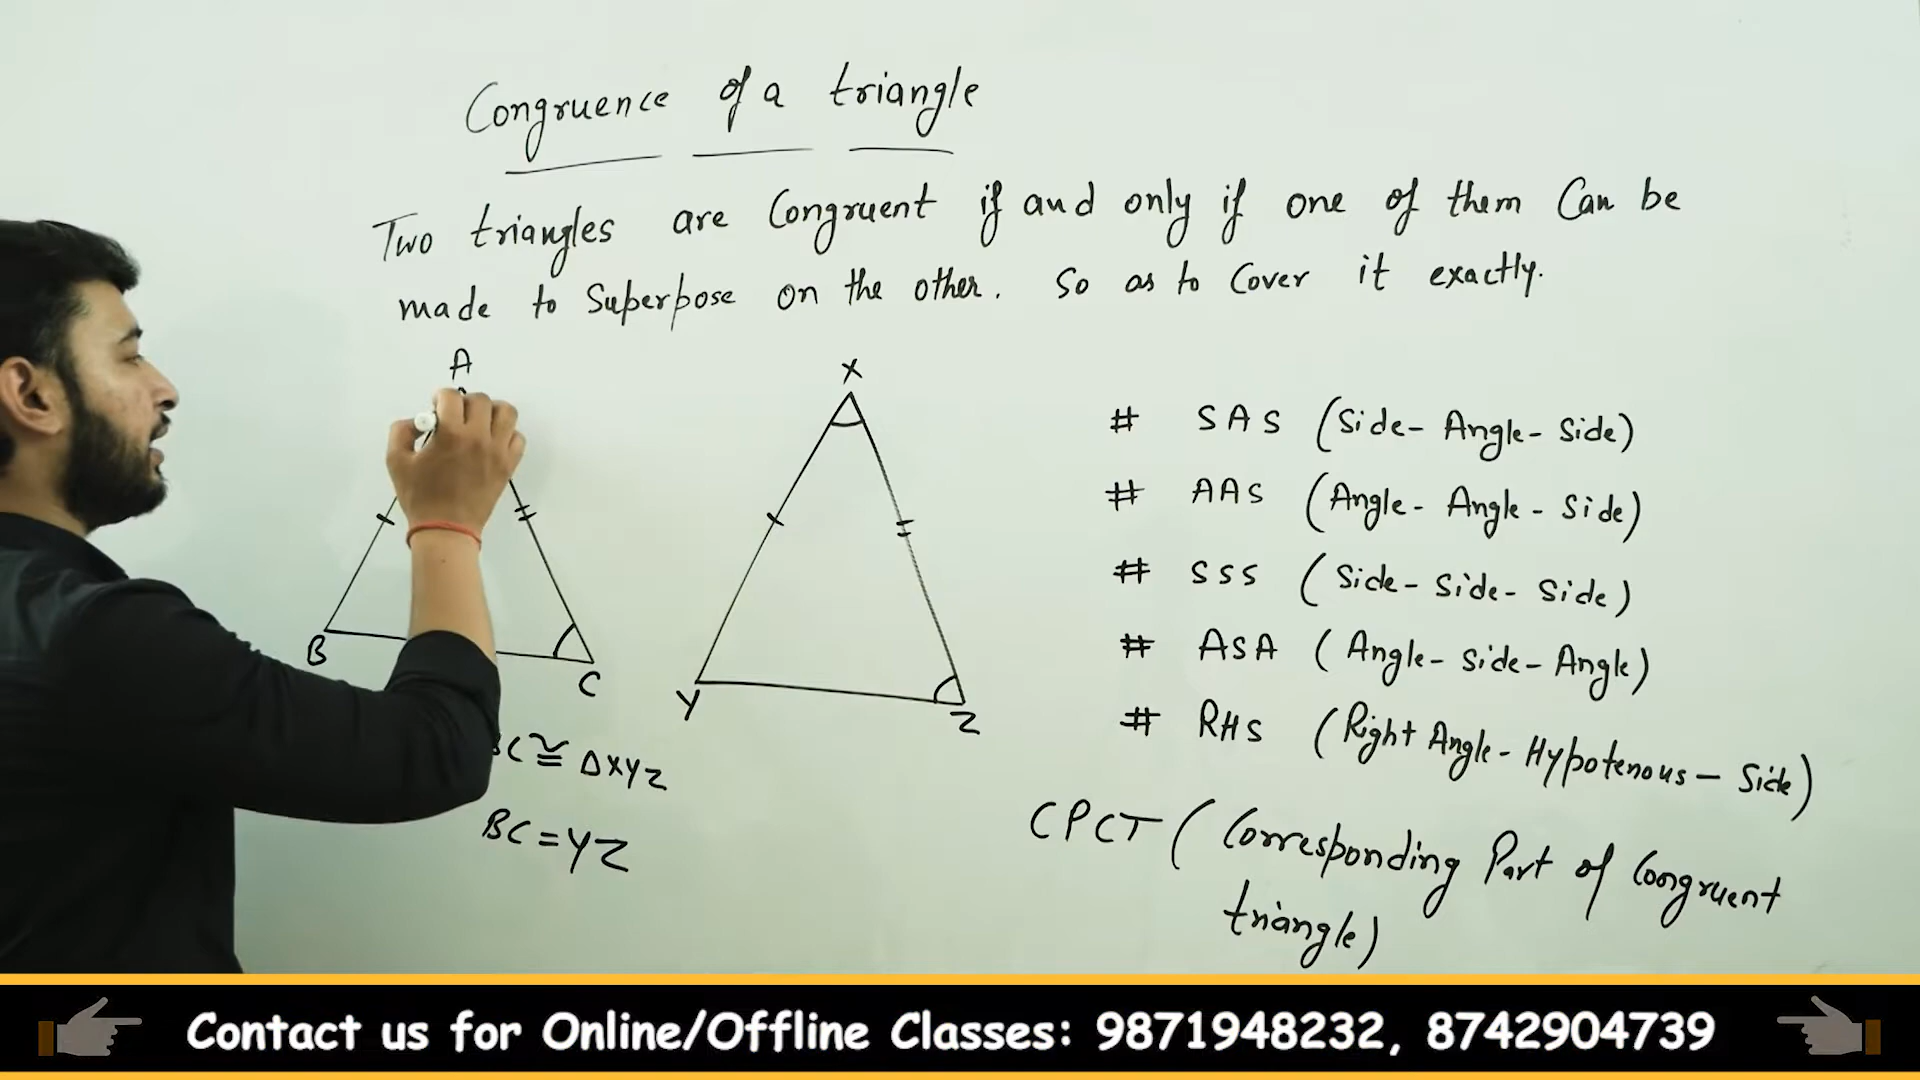 Congruence of a triangle
Two triangles are Congruent if and only if one of them Can be
made to Superpose on the other. So as to Cover it exactly.
A
X
B
C
Y
Z
# SAS (Side-Angle-Side)
# AAS (Angle-Angle-Side)
# SSS (Side-Side-Side)
# ASA (Angle-Side-Angle)
# RHS (Right Angle-Hypotenous-Side)
C≅ΔXYZ
BC=YZ
CPCT (Corresponding Part of Congruent
triangle)
Contact us for Online/Offline Classes: 9871948232, 8742904739